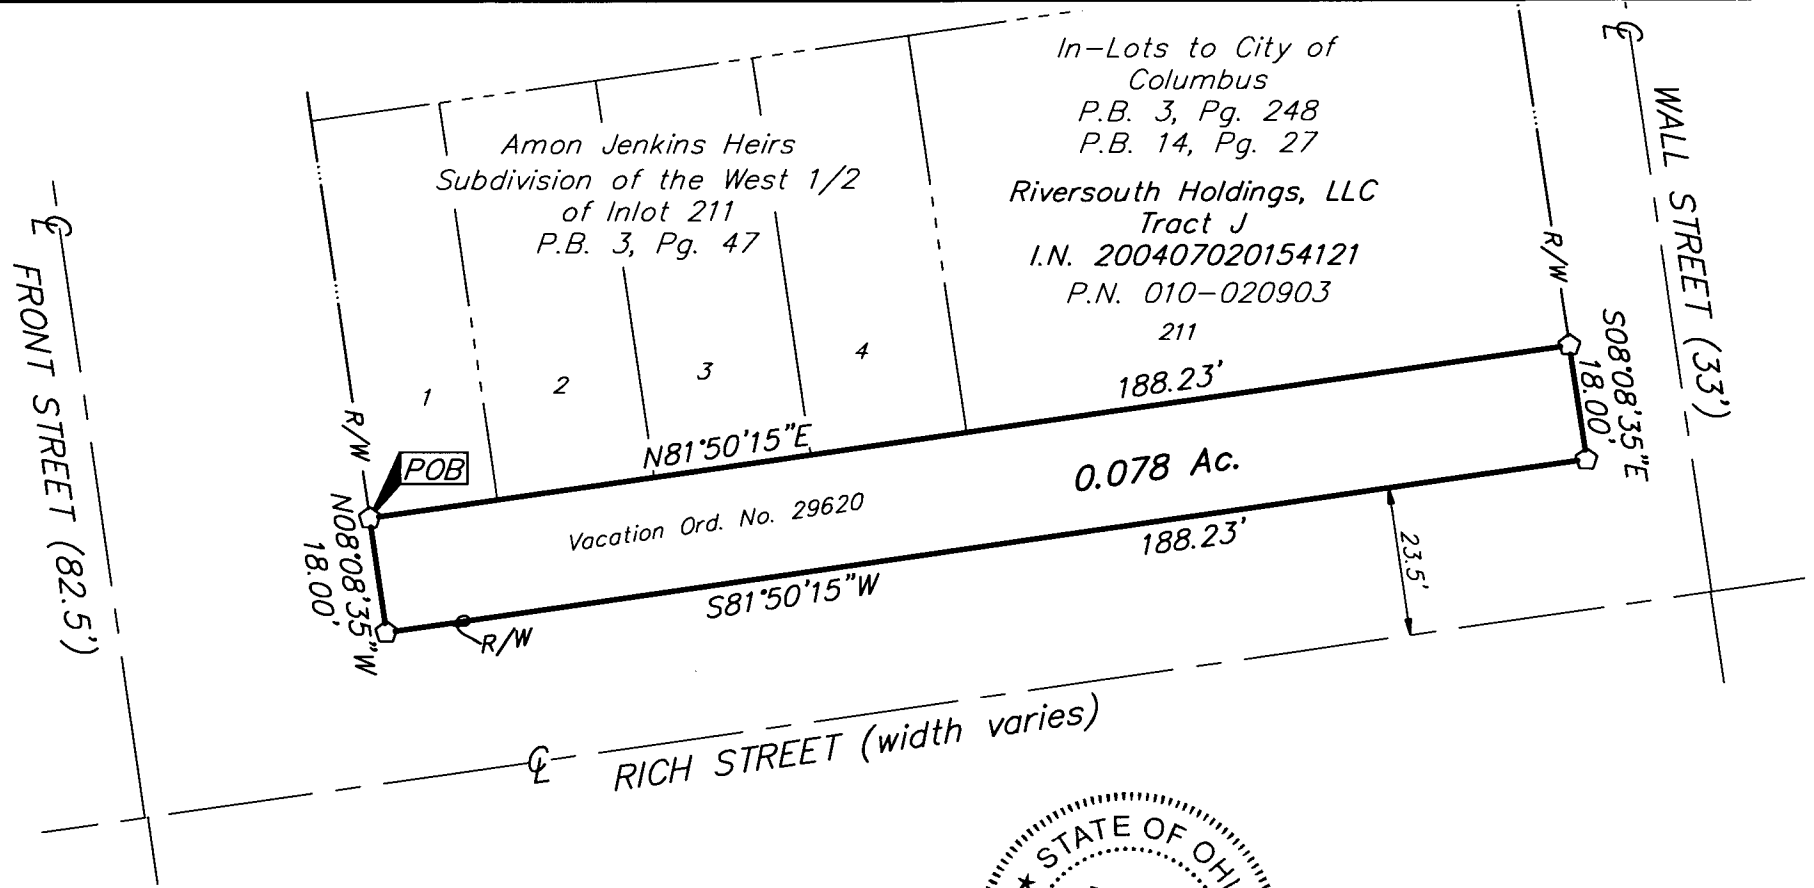 In-Lots to City of
Columbus
P.B. 3, Pg. 248
P.B. 14, Pg. 27
Riversouth Holdings, LLC
Tract J
I.N. 200407020154121
P.N. 010-020903
211
Amon Jenkins Heirs
Subdivision of the West 1/2
of Inlot 211
P.B. 3, Pg. 47
1
2
3
4
℄
FRONT STREET (82.5')
R/W
POB
N81°50'15"E
188.23'
R/W
℄
WALL STREET (33')
S08°08'35"E
18.00'
0.078 Ac.
Vacation Ord. No. 29620
N08°08'35"W
18.00'
S81°50'15"W
188.23'
R/W
23.5'
℄
RICH STREET (width varies)
★ STATE OF OHI